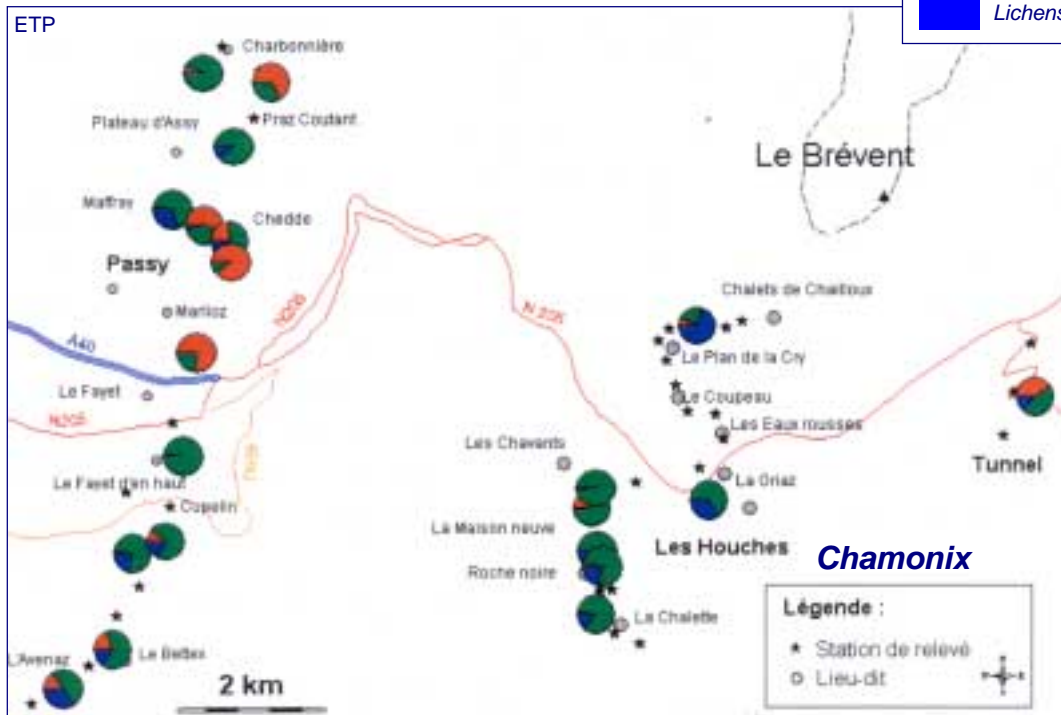 Lichens
ETP
Charbonnière
Plateau d'Assy
Praz Coutant
Le Brévent
Maffray
Chedde
Passy
Chalets de Chailloux
Marlioz
N205
N 205
A40
Le Plan de la Cry
Le Fayet
Le Coupeau
N205
Les Eaux rousses
Les Chavants
Tunnel
Le Fayet d'en haut
La Griaz
Cupelin
La Maison neuve
Les Houches
Chamonix
Roche noire
Légende :
La Chalette
Station de relevé
L'Avenaz
Le Bettex
Lieu-dit
2 km